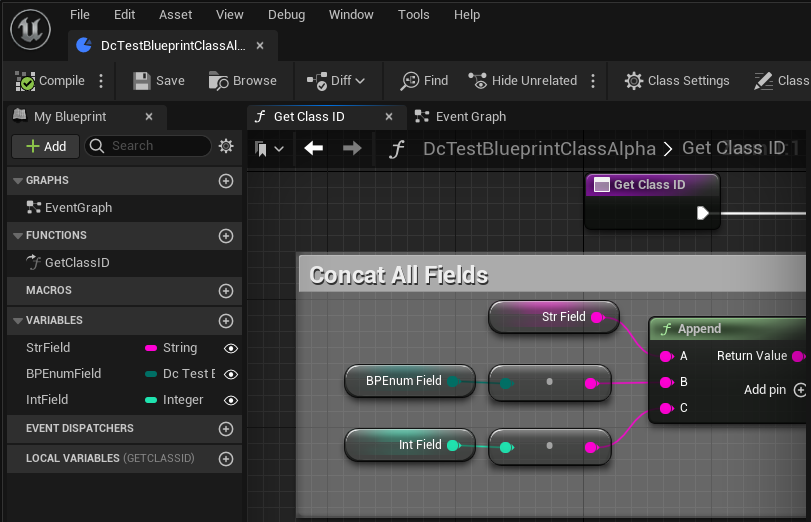 File Edit Asset View Debug Window Tools Help
DcTestBlueprintClassAl...
Compile Save Browse Diff Find Hide Unrelated Class Settings Class
My Blueprint
Get Class ID
Event Graph
Add
Search
DcTestBlueprintClassAlpha > Get Class ID
GRAPHS
EventGraph
FUNCTIONS
GetClassID
MACROS
VARIABLES
StrField String
BPEnumField Dc Test E
IntField Integer
EVENT DISPATCHERS
LOCAL VARIABLES (GETCLASSID)
Get Class ID
Concat All Fields
Str Field
BPEnum Field
Int Field
Append
A Return Value
B
Add pin
C